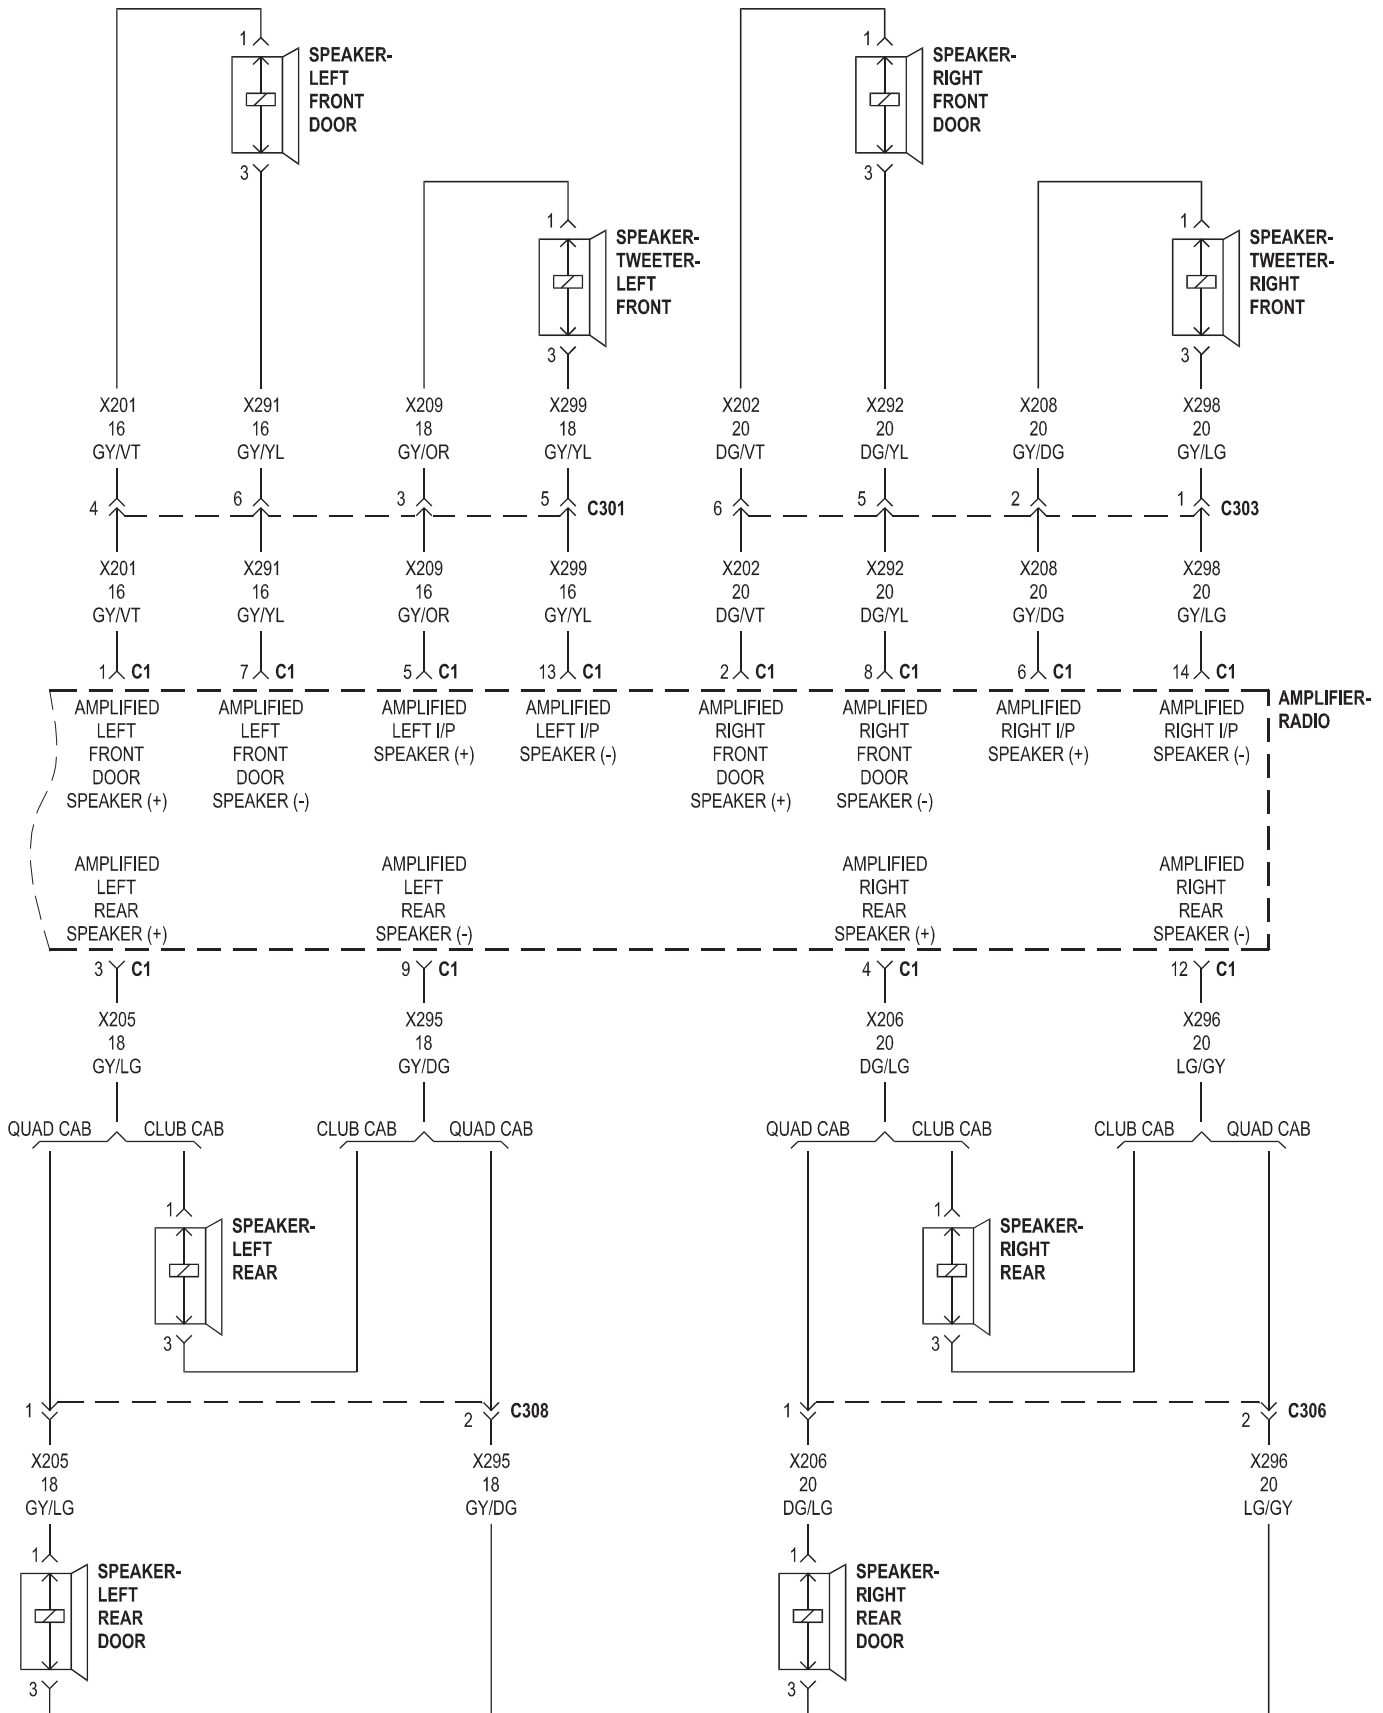 1
SPEAKER-
LEFT
FRONT
DOOR
3
1
SPEAKER-
RIGHT
FRONT
DOOR
3
1
SPEAKER-
TWEETER-
LEFT
FRONT
3
1
SPEAKER-
TWEETER-
RIGHT
FRONT
3
X201 X291 X209 X299 X202 X292 X208 X298
16 16 18 18 20 20 20 20
GY/VT GY/YL GY/OR GY/YL DG/VT DG/YL GY/DG GY/LG
4 6 3 5 C301 6 5 2 1 C303
X201 X291 X209 X299 X202 X292 X208 X298
16 16 16 16 20 20 20 20
GY/VT GY/YL GY/OR GY/YL DG/VT DG/YL GY/DG GY/LG
1 C1 7 C1 5 C1 13 C1 2 C1 8 C1 6 C1 14 C1
AMPLIFIER-
RADIO
AMPLIFIED
LEFT
FRONT
DOOR
SPEAKER (+)
AMPLIFIED
LEFT
FRONT
DOOR
SPEAKER (-)
AMPLIFIED
LEFT I/P
SPEAKER (+)
AMPLIFIED
LEFT I/P
SPEAKER (-)
AMPLIFIED
RIGHT
FRONT
DOOR
SPEAKER (+)
AMPLIFIED
RIGHT
FRONT
DOOR
SPEAKER (-)
AMPLIFIED
RIGHT I/P
SPEAKER (+)
AMPLIFIED
RIGHT I/P
SPEAKER (-)
AMPLIFIED
LEFT
REAR
SPEAKER (+)
AMPLIFIED
LEFT
REAR
SPEAKER (-)
AMPLIFIED
RIGHT
REAR
SPEAKER (+)
AMPLIFIED
RIGHT
REAR
SPEAKER (-)
3 C1 9 C1 4 C1 12 C1
X205 X295 X206 X296
18 18 20 20
GY/LG GY/DG DG/LG LG/GY
QUAD CAB CLUB CAB CLUB CAB QUAD CAB QUAD CAB CLUB CAB CLUB CAB QUAD CAB
1
SPEAKER-
LEFT
REAR
3
1
SPEAKER-
RIGHT
REAR
3
1 2 C308 1 2 C306
X205 X295 X206 X296
18 18 20 20
GY/LG GY/DG DG/LG LG/GY
1
SPEAKER-
LEFT
REAR
DOOR
3
1
SPEAKER-
RIGHT
REAR
DOOR
3